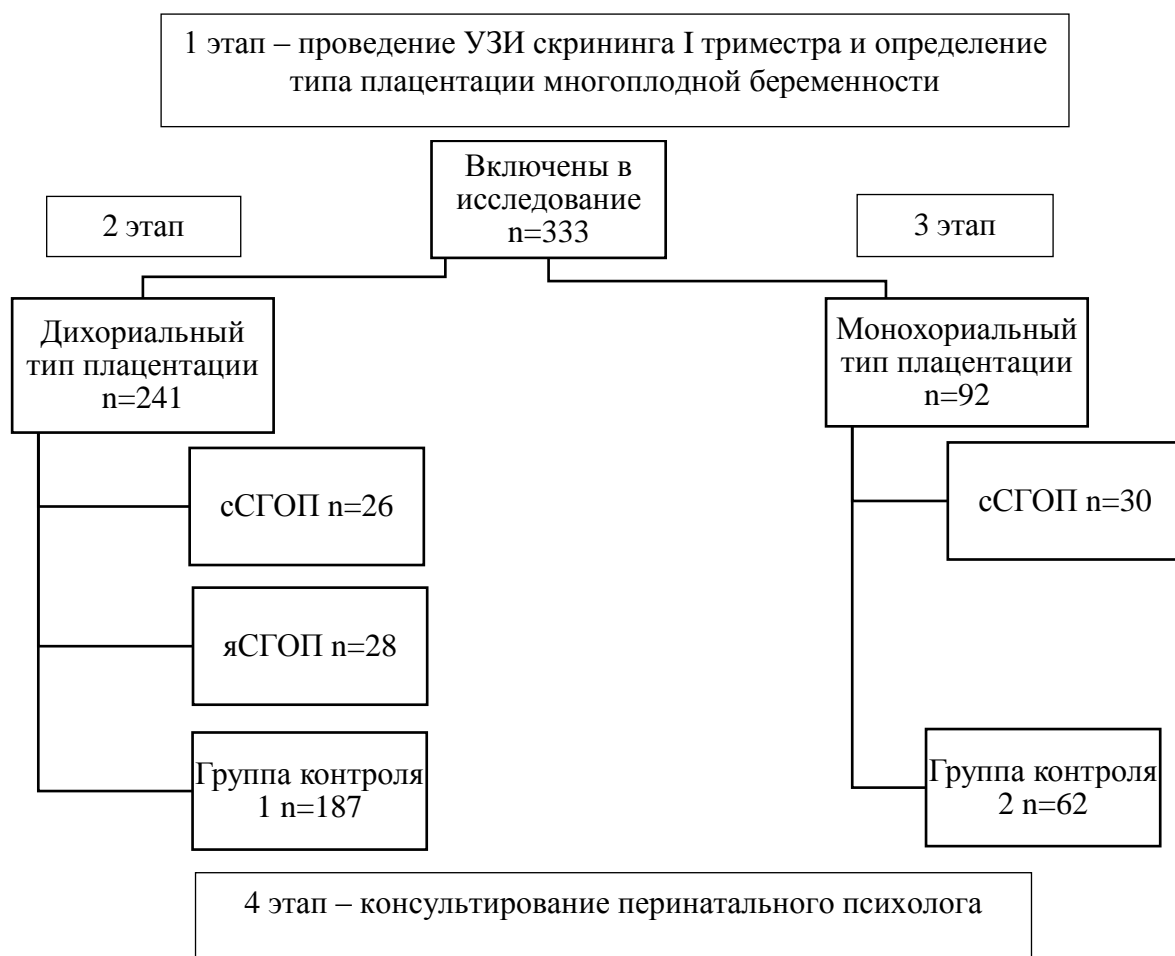 1 этап – проведение УЗИ скрининга I триместра и определение
типа плацентации многоплодной беременности
Включены в
исследование
n=333
2 этап
3 этап
Дихориальный
тип плацентации
n=241
Монохориальный
тип плацентации
n=92
сСГОП n=26
сСГОП n=30
яСГОП n=28
Группа контроля
1 n=187
Группа контроля
2 n=62
4 этап – консультирование перинатального психолога